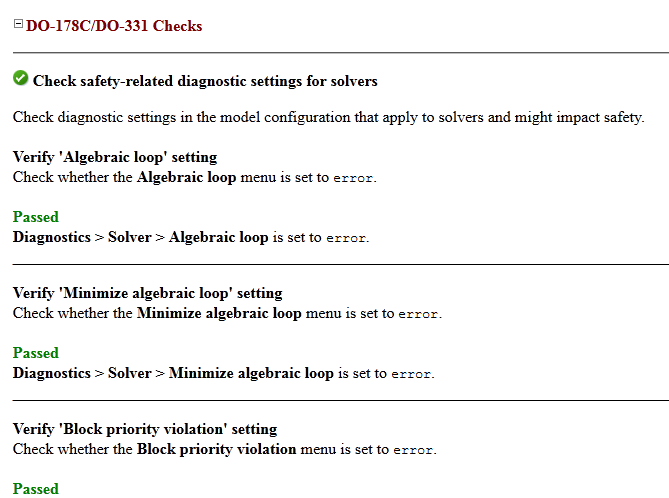 DO-178C/DO-331 Checks
Check safety-related diagnostic settings for solvers
Check diagnostic settings in the model configuration that apply to solvers and might impact safety.
Verify 'Algebraic loop' setting
Check whether the Algebraic loop menu is set to error.
Passed
Diagnostics > Solver > Algebraic loop is set to error.
Verify 'Minimize algebraic loop' setting
Check whether the Minimize algebraic loop menu is set to error.
Passed
Diagnostics > Solver > Minimize algebraic loop is set to error.
Verify 'Block priority violation' setting
Check whether the Block priority violation menu is set to error.
Passed